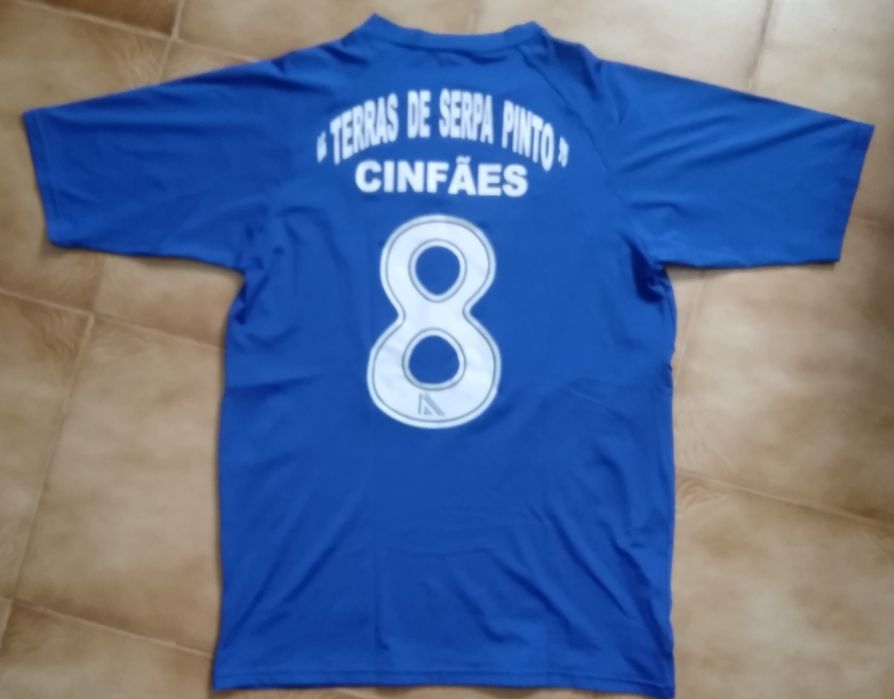 “ TERRAS DE SERPA PINTO ”
CINFÃES
8